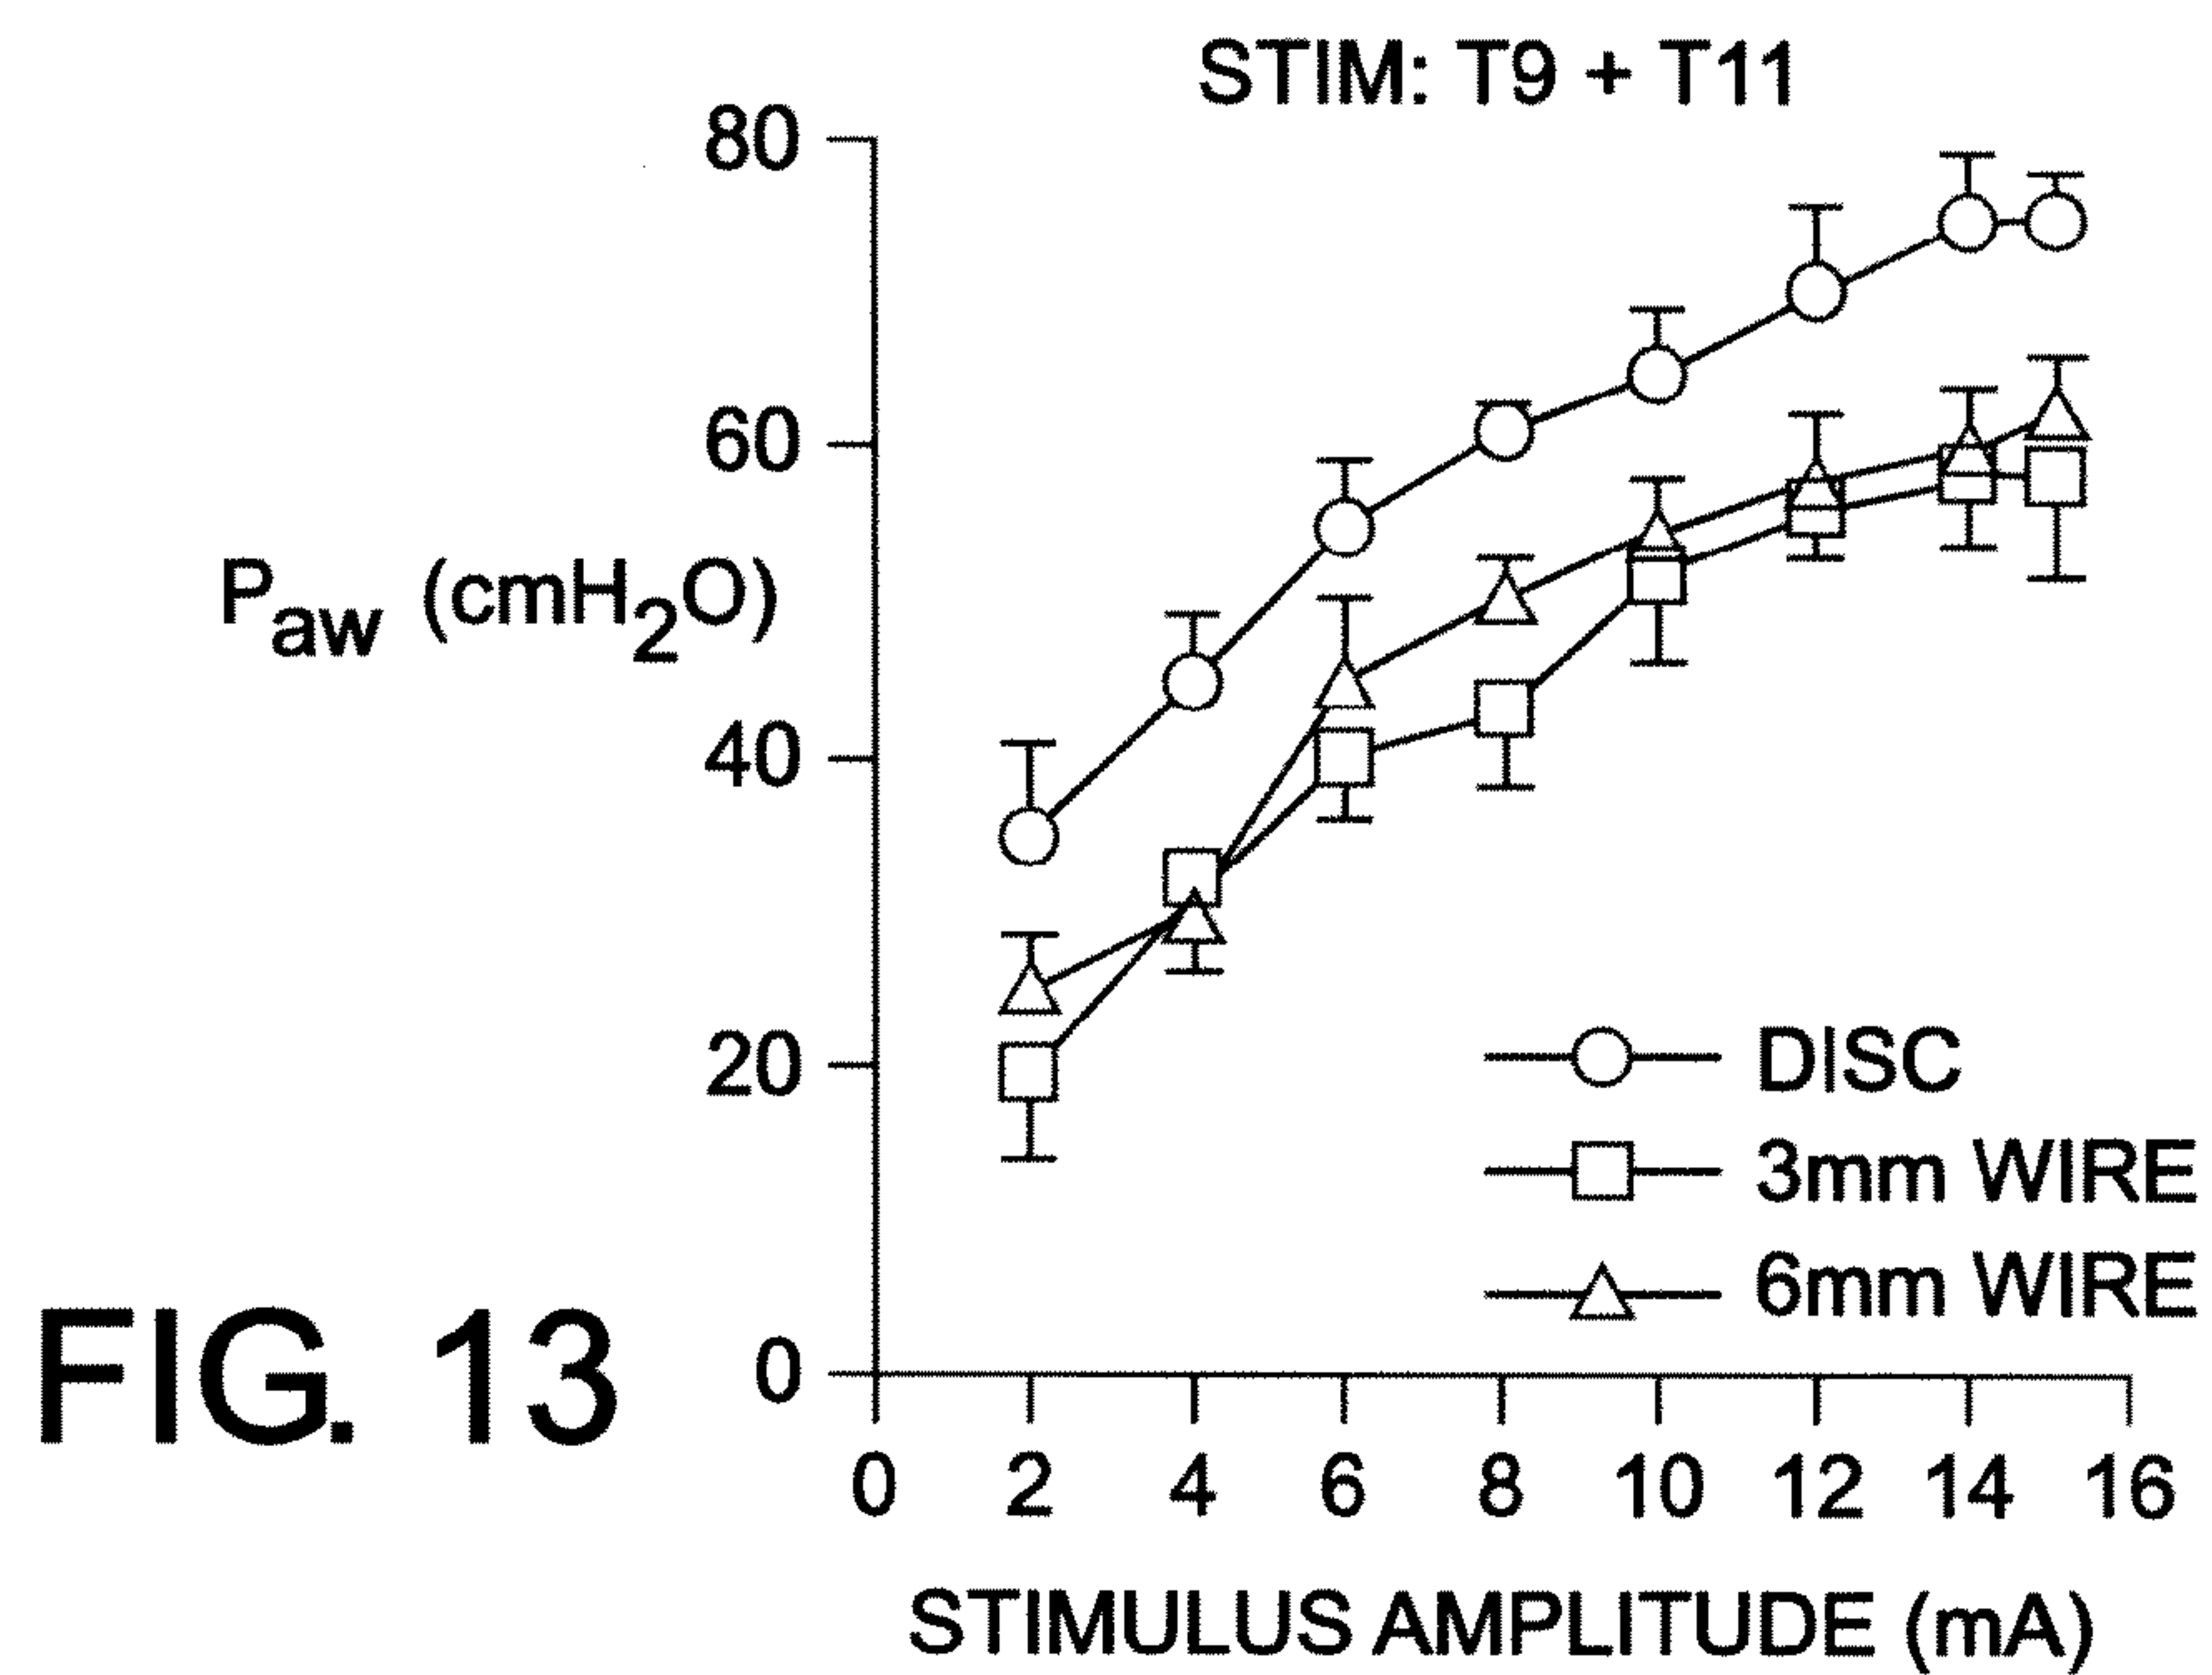 STIM: T9 + T11
80
60
Paw (cmH2O)
40
20
0
0 2 4 6 8 10 12 14 16
STIMULUS AMPLITUDE (mA)
DISC
3mm WIRE
6mm WIRE
FIG. 13